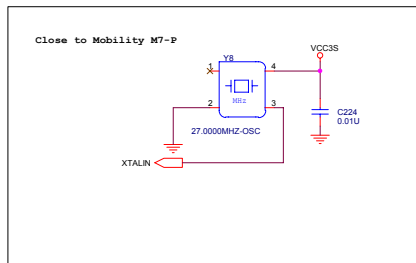 Close to Mobility M7-P
VCC3S
Y8
1
4
MHz
2
3
C224
0.01U
27.0000MHZ-OSC
XTALIN